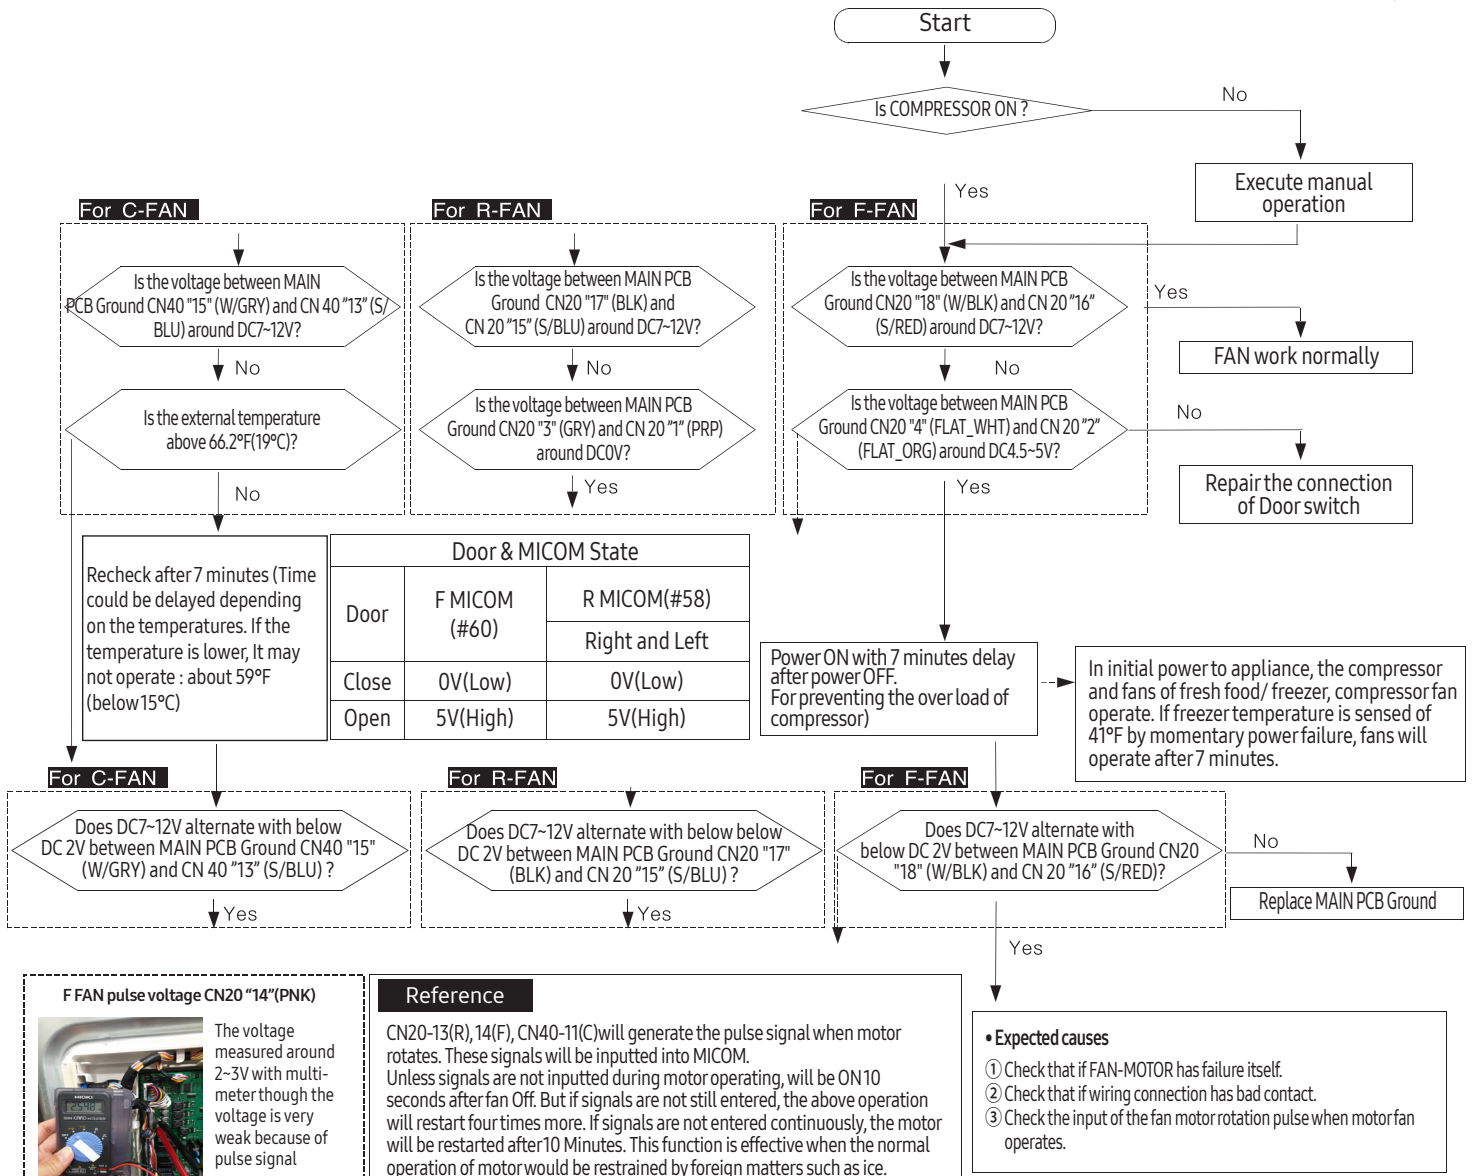 Start
Is COMPRESSOR ON ?
No
Execute manual
operation
Yes
For C-FAN
For R-FAN
For F-FAN
Is the voltage between MAIN
PCB Ground CN40 "15" (W/GRY) and CN 40 ″13″ (S/
BLU) around DC7~12V?
Is the voltage between MAIN PCB
Ground CN20 "17" (BLK) and
CN 20 ″15″ (S/BLU) around DC7~12V?
Is the voltage between MAIN PCB
Ground CN20 "18" (W/BLK) and CN 20 ″16″
(S/RED) around DC7~12V?
Yes
FAN work normally
No
No
No
Is the external temperature
above 66.2°F(19°C)?
Is the voltage between MAIN PCB
Ground CN20 "3" (GRY) and CN 20 ″1″ (PRP)
around DC0V?
Is the voltage between MAIN PCB
Ground CN20 "4" (FLAT_WHT) and CN 20 ″2″
(FLAT_ORG) around DC4.5~5V?
No
Repair the connection
of Door switch
No
Yes
Yes
Recheck after 7 minutes (Time
could be delayed depending
on the temperatures. If the
temperature is lower, It may
not operate : about 59°F
(below 15°C)
Door & MICOM State
Door
F MICOM
(#60)
R MICOM(#58)
Right and Left
Close
0V(Low)
0V(Low)
Open
5V(High)
5V(High)
Power ON with 7 minutes delay
after power OFF.
For preventing the over load of
compressor)
In initial power to appliance, the compressor
and fans of fresh food/ freezer, compressor fan
operate. If freezer temperature is sensed of
41°F by momentary power failure, fans will
operate after 7 minutes.
For C-FAN
For R-FAN
For F-FAN
Does DC7~12V alternate with below
DC 2V between MAIN PCB Ground CN40 "15"
(W/GRY) and CN 40 ″13″ (S/BLU) ?
Does DC7~12V alternate with below below
DC 2V between MAIN PCB Ground CN20 "17"
(BLK) and CN 20 ″15″ (S/BLU) ?
Does DC7~12V alternate with
below DC 2V between MAIN PCB Ground CN20
"18" (W/BLK) and CN 20 ″16″ (S/RED)?
No
Replace MAIN PCB Ground
Yes
Yes
Yes
F FAN pulse voltage CN20 “14”(PNK)
The voltage
measured around
2~3V with multi-
meter though the
voltage is very
weak because of
pulse signal
HIOKI
Reference
CN20-13(R), 14(F), CN40-11(C)will generate the pulse signal when motor
rotates. These signals will be inputted into MICOM.
Unless signals are not inputted during motor operating, will be ON 10
seconds after fan Off. But if signals are not still entered, the above operation
will restart four times more. If signals are not entered continuously, the motor
will be restarted after 10 Minutes. This function is effective when the normal
operation of motor would be restrained by foreign matters such as ice.
• Expected causes
① Check that if FAN-MOTOR has failure itself.
② Check that if wiring connection has bad contact.
③ Check the input of the fan motor rotation pulse when motor fan
operates.